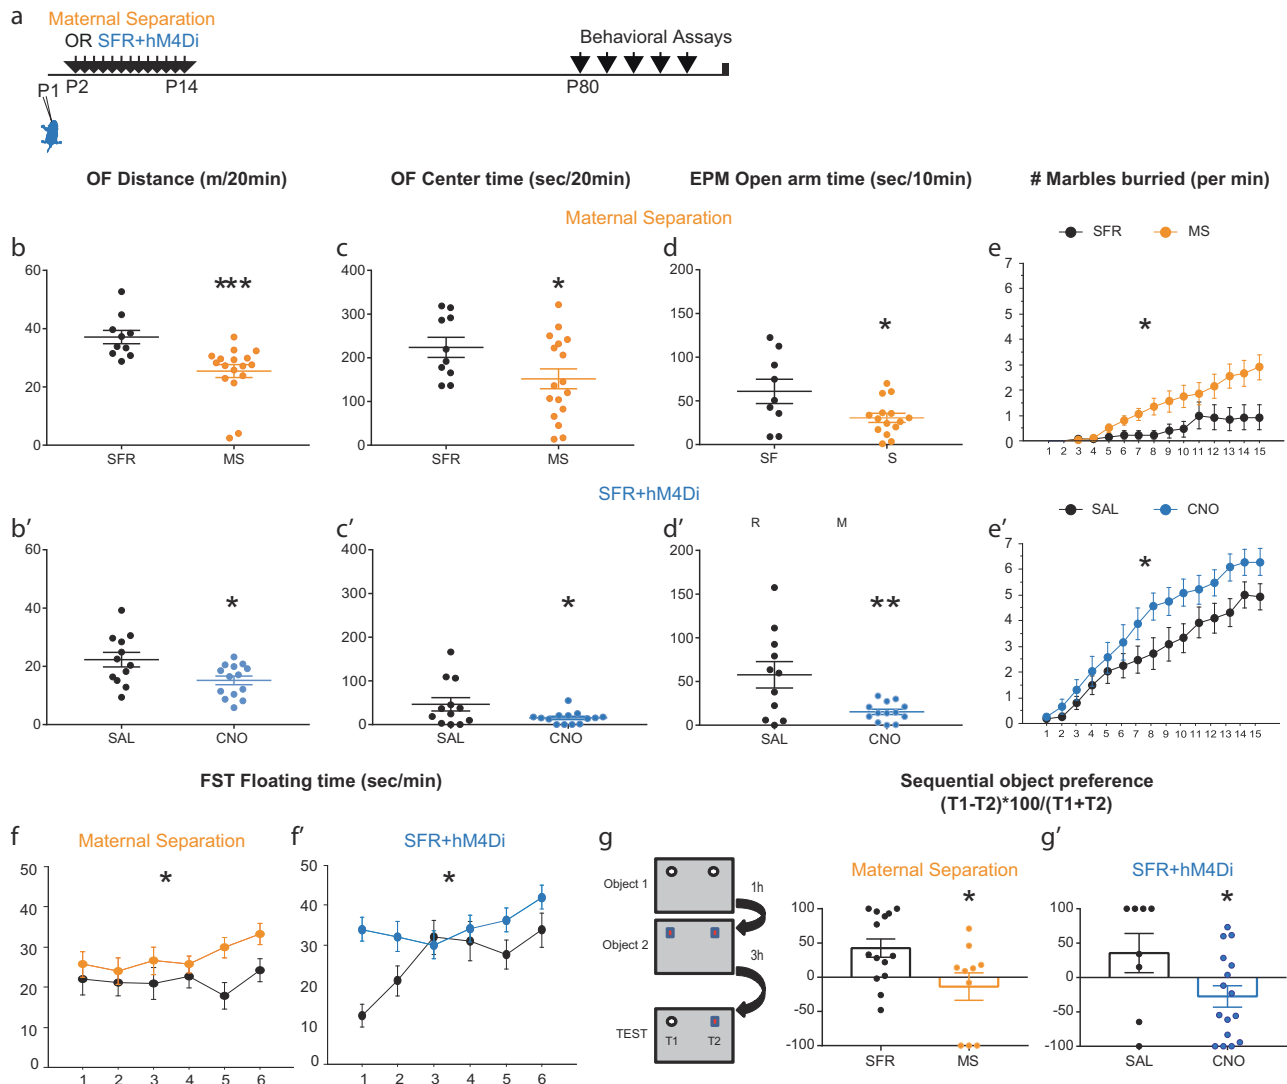 a
Maternal Separation
OR SFR+hM4Di
Behavioral Assays
P1 P2 P14 P80
OF Distance (m/20min) OF Center time (sec/20min) EPM Open arm time (sec/10min) # Marbles burried (per min)
Maternal Separation
SFR MS
b c d e
60 400 200 7
6
300 150 5
40
4
200 100
3
20
100 50 2
1
0 0 0 0
SFR MS SFR MS SF S 1 2 3 4 5 6 7 8 9 10 11 12 13 14 15
*** * * *
SFR+hM4Di
SAL CNO
b' c' d' e'
R M
60 400 200 7
6
300 150 5
40
4
200 100
3
20
100 50 2
1
0 0 0 0
SAL CNO SAL CNO SAL CNO 1 2 3 4 5 6 7 8 9 10 11 12 13 14 15
* * ** *
FST Floating time (sec/min) Sequential object preference
(T1-T2)*100/(T1+T2)
f f' g g'
Maternal Separation SFR+hM4Di Maternal Separation SFR+hM4Di
* * * *
50 50
40 40
30 30
20 20
10 10
0 0
1 2 3 4 5 6 1 2 3 4 5 6
Object 1
1h
Object 2
3h
TEST
T1 T2
100 100
50 50
0 0
-50 -50
-100 -100
SFR MS SAL CNO